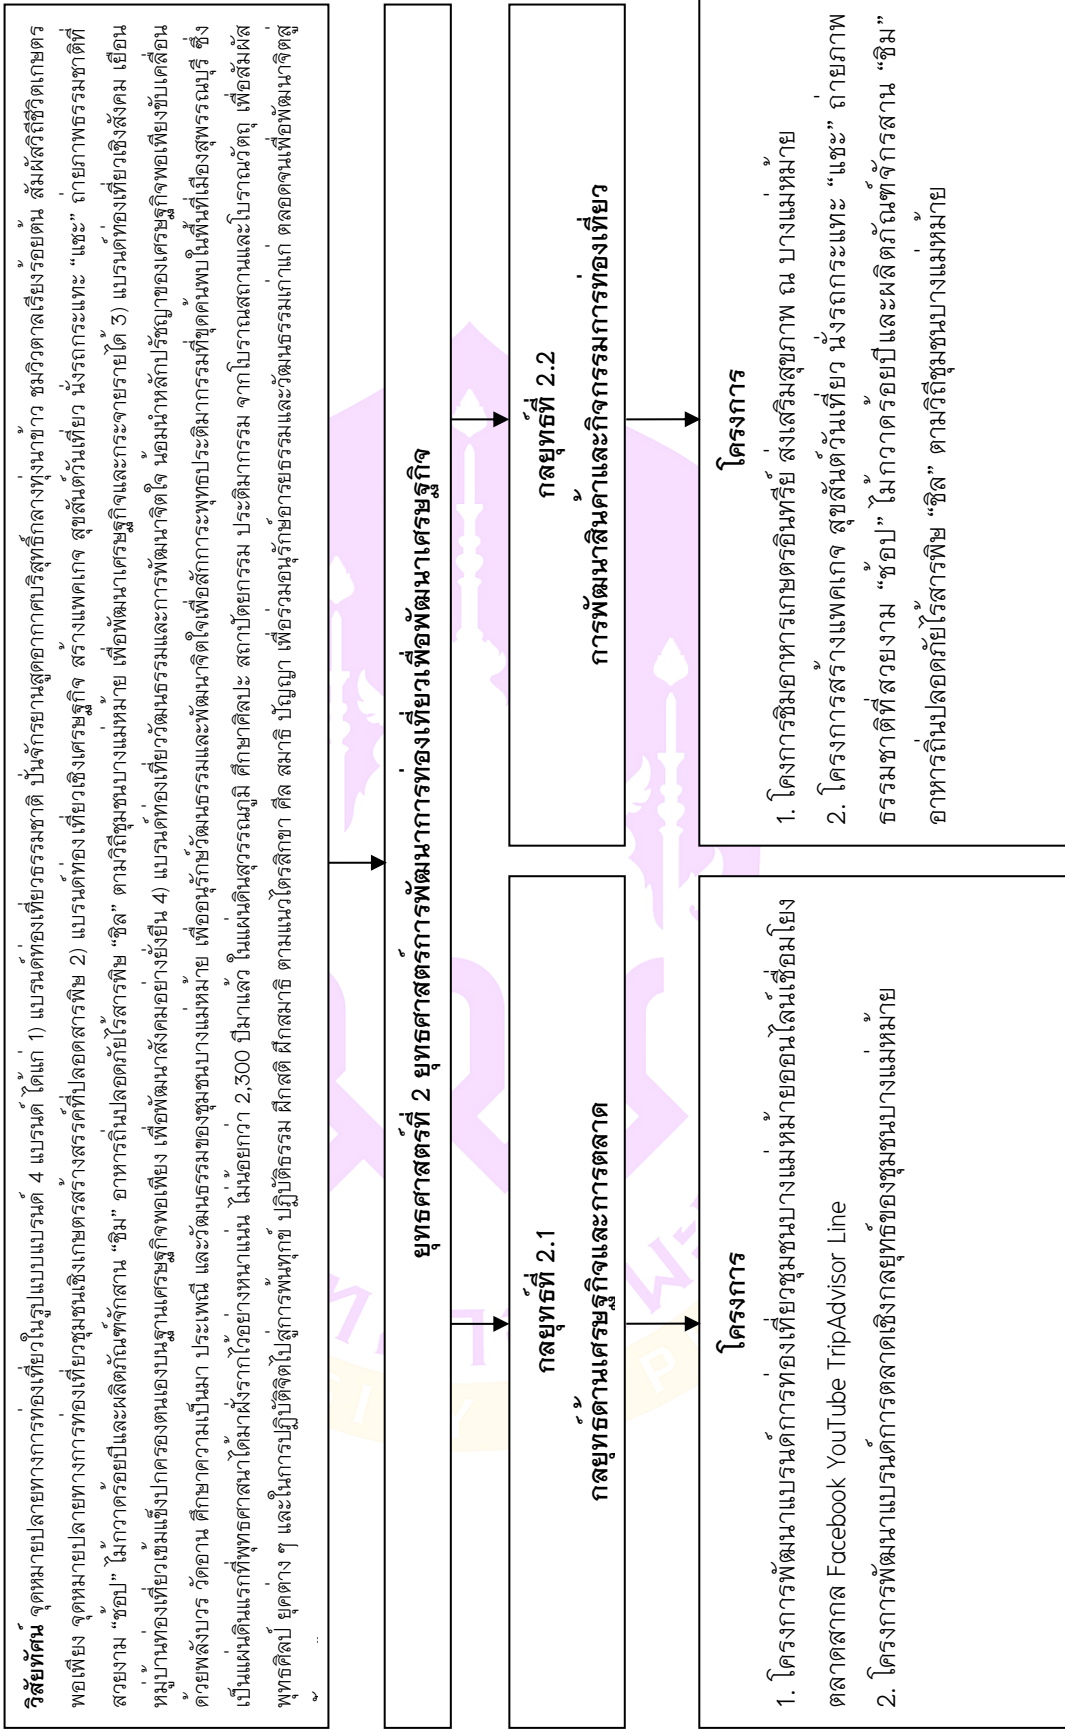 วิสัยทัศน์ จุดหมายปลายทางการท่องเที่ยวในรูปแบบแบรนด์ 4 แบรนด์ ได้แก่ 1) แบรนด์ท่องเที่ยวธรรมชาติ ปั่นจักรยานสูดอากาศบริสุทธิ์กลางทุ่งนาข้าว ชมวิวตาลเรียงร้อยต้น สัมผัสวิถีชีวิตเกษตร
พอเพียง จุดหมายปลายทางการท่องเที่ยวชุมชนเชิงเกษตรสร้างสรรค์ที่ปลอดสารพิษ 2) แบรนด์ท่อง เที่ยวเชิงเศรษฐกิจ สร้างแพคเกจ สุขสันต์วันเที่ยว นั่งรถกระแทะ “แชะ” ถ่ายภาพธรรมชาติที่
สวยงาม “ช้อป” ไม้กวาดร้อยปีและผลิตภัณฑ์จักสาน “ชิม” อาหารถิ่นปลอดภัยไร้สารพิษ “ชิล” ตามวิถีชุมชนบางแม่หม้าย เพื่อพัฒนาเศรษฐกิจและกระจายรายได้ 3) แบรนด์ท่องเที่ยวเชิงสังคม เยือน
หมู่บ้านท่องเที่ยวเข้มแข็งปกครองตนเองบนฐานเศรษฐกิจพอเพียง เพื่อพัฒนาสังคมอย่างยั่งยืน 4) แบรนด์ท่องเที่ยววัฒนธรรมและการพัฒนาจิตใจ น้อมนำหลักปรัชญาของเศรษฐกิจพอเพียงขับเคลื่อน
ด้วยพลังบวร วัดอาน ศึกษาความเป็นมา ประเพณี และวัฒนธรรมของชุมชนบางแม่หม้าย เพื่ออนุรักษ์วัฒนธรรมและพัฒนาจิตใจเพื่อสักการะพุทธประติมากรรมที่ขุดค้นพบในพื้นที่เมืองสุพรรณบุรี ซึ่ง
เป็นแผ่นดินแรกที่พุทธศาสนาได้มาฝังรากไว้อย่างหนาแน่น ไม่น้อยกว่า 2,300 ปีมาแล้ว ในแผ่นดินสุวรรณภูมิ ศึกษาศิลปะ สถาปัตยกรรม ประติมากรรม จากโบราณสถานและโบราณวัตถุ เพื่อสัมผัส
พุทธศิลป์ ยุคต่าง ๆ และในการปฏิบัติจิตไปสู่การพ้นทุกข์ ปฏิบัติธรรม ฝึกสติ ฝึกสมาธิ ตามแนวไตรสิกขา ศีล สมาธิ ปัญญา เพื่อร่วมอนุรักษ์อารยธรรมและวัฒนธรรมเก่าแก่ ตลอดจนเพื่อพัฒนาจิตสู่
ยุทธศาสตร์ที่ 2 ยุทธศาสตร์การพัฒนาการท่องเที่ยวเพื่อพัฒนาเศรษฐกิจ
กลยุทธ์ที่ 2.1
กลยุทธ์ด้านเศรษฐกิจและการตลาด
โครงการ
1. โครงการพัฒนาแบรนด์การท่องเที่ยวชุมชนบางแม่หม้ายออนไลน์เชื่อมโยง
ตลาดสากล Facebook YouTube TripAdvisor Line
2. โครงการพัฒนาแบรนด์การตลาดเชิงกลยุทธ์ของชุมชนบางแม่หม้าย
กลยุทธ์ที่ 2.2
การพัฒนาสินค้าและกิจกรรมการท่องเที่ยว
โครงการ
1. โคงการชิมอาหารเกษตรอินทรีย์ ส่งเสริมสุขภาพ ณ บางแม่หม้าย
2. โครงการสร้างแพคเกจ สุขสันต์วันเที่ยว นั่งรถกระแทะ “แชะ” ถ่ายภาพ
ธรรมชาติที่สวยงาม “ช้อป” ไม้กวาดร้อยปีและผลิตภัณฑ์จักรสาน “ชิม”
อาหารถิ่นปลอดภัยไร้สารพิษ “ชิล” ตามวิถีชุมชนบางแม่หม้าย